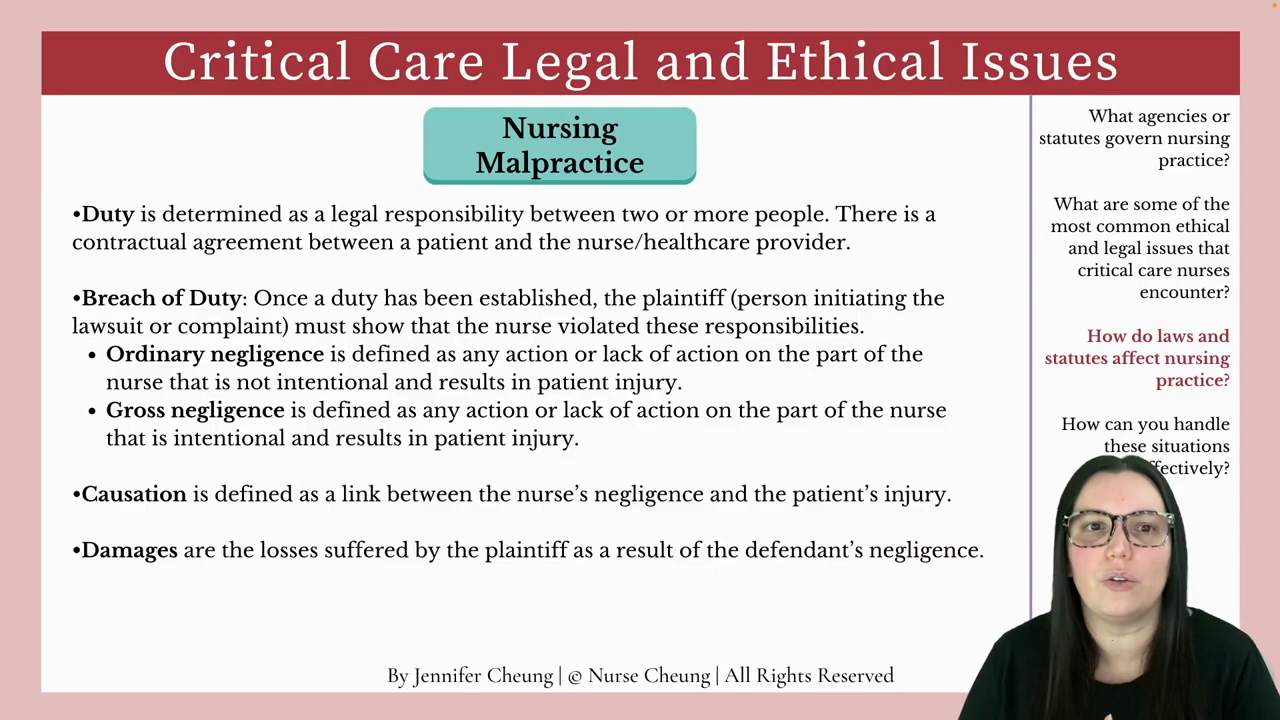 Critical Care Legal and Ethical Issues
Nursing
Malpractice
•Duty is determined as a legal responsibility between two or more people. There is a
contractual agreement between a patient and the nurse/healthcare provider.
•Breach of Duty: Once a duty has been established, the plaintiff (person initiating the
lawsuit or complaint) must show that the nurse violated these responsibilities.
• Ordinary negligence is defined as any action or lack of action on the part of the
nurse that is not intentional and results in patient injury.
• Gross negligence is defined as any action or lack of action on the part of the nurse
that is intentional and results in patient injury.
•Causation is defined as a link between the nurse’s negligence and the patient’s injury.
•Damages are the losses suffered by the plaintiff as a result of the defendant’s negligence.
By Jennifer Cheung | © Nurse Cheung | All Rights Reserved
What agencies or
statutes govern nursing
practice?
What are some of the
most common ethical
and legal issues that
critical care nurses
encounter?
How do laws and
statutes affect nursing
practice?
How can you handle
these situations